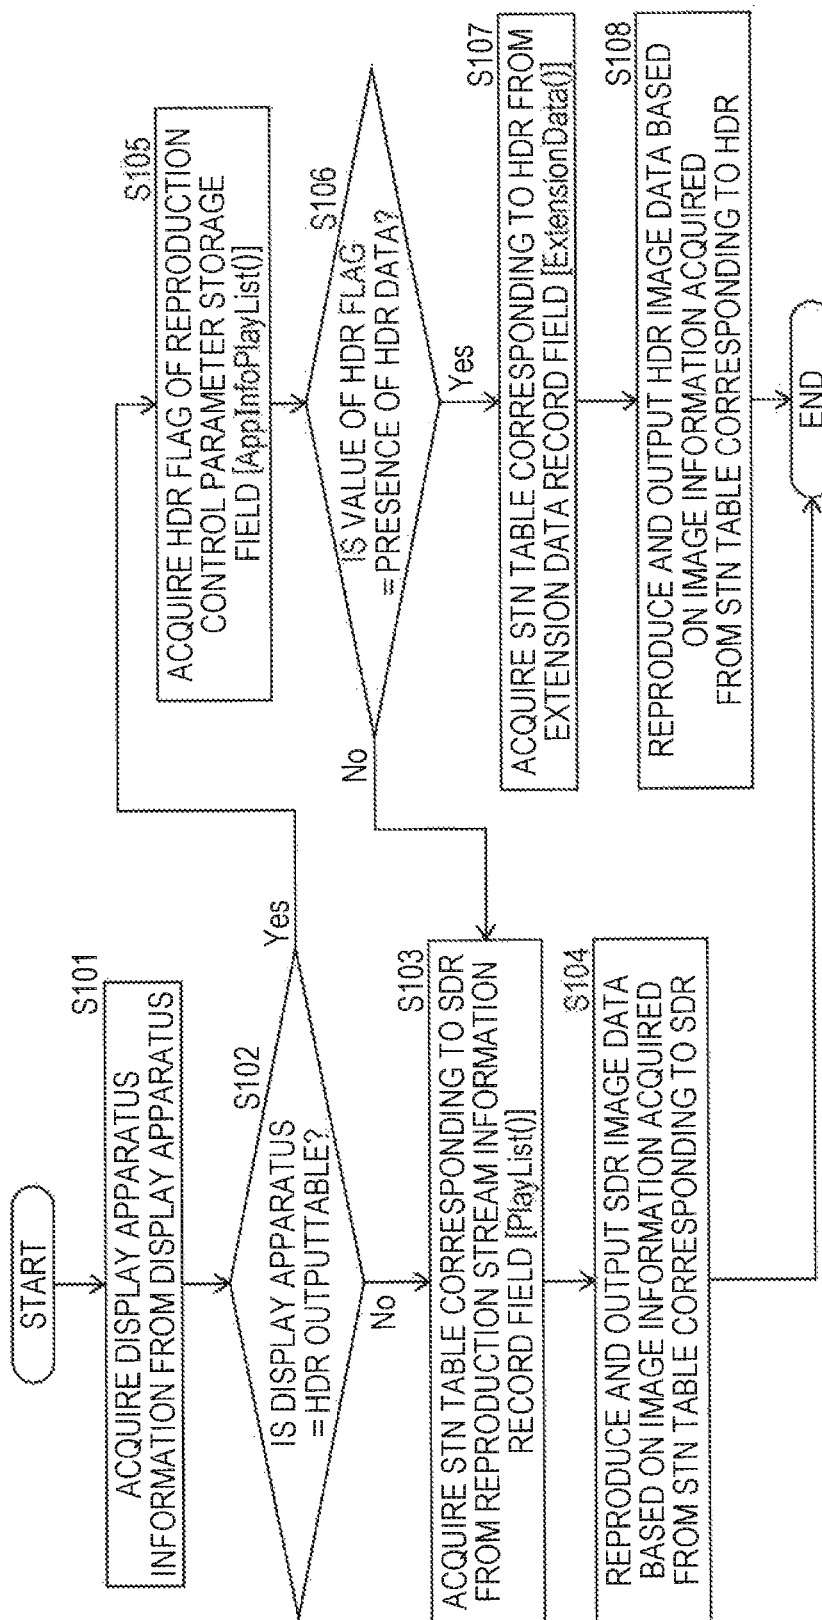 START
S101
ACQUIRE DISPLAY APPARATUS
INFORMATION FROM DISPLAY APPARATUS
S102
IS DISPLAY APPARATUS
=HDR OUTPUTTABLE?
Yes
No
S103
ACQUIRE STN TABLE CORRESPONDING TO SDR
FROM REPRODUCTION STREAM INFORMATION
RECORD FIELD [PlayList()]
S104
REPRODUCE AND OUTPUT SDR IMAGE DATA
BASED ON IMAGE INFORMATION ACQUIRED
FROM STN TABLE CORRESPONDING TO SDR
S105
ACQUIRE HDR FLAG OF REPRODUCTION
CONTROL PARAMETER STORAGE
FIELD [AppInfoPlayList()]
S106
IS VALUE OF HDR FLAG
=PRESENCE OF HDR DATA?
No
Yes
S107
ACQUIRE STN TABLE CORRESPONDING TO HDR FROM
EXTENSION DATA RECORD FIELD [ExtensionData()]
S108
REPRODUCE AND OUTPUT HDR IMAGE DATA BASED
ON IMAGE INFORMATION ACQUIRED
FROM STN TABLE CORRESPONDING TO HDR
END